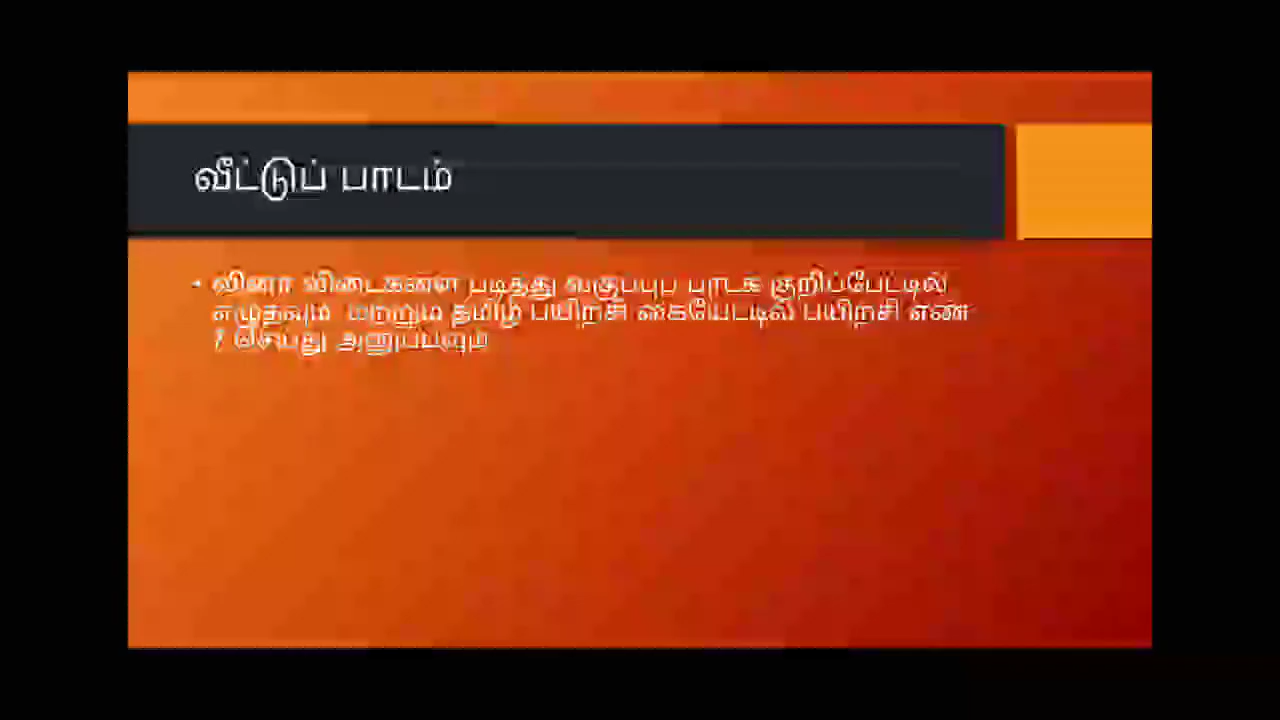 வீட்டுப் பாடம்
• வினா விடைகளை படித்து வகுப்புப் பாடக் குறிப்பேட்டில்
எழுதவும் மற்றும் தமிழ் பயிற்சி கையேட்டில் பயிற்சி எண்
7 செய்து அனுப்பவும்